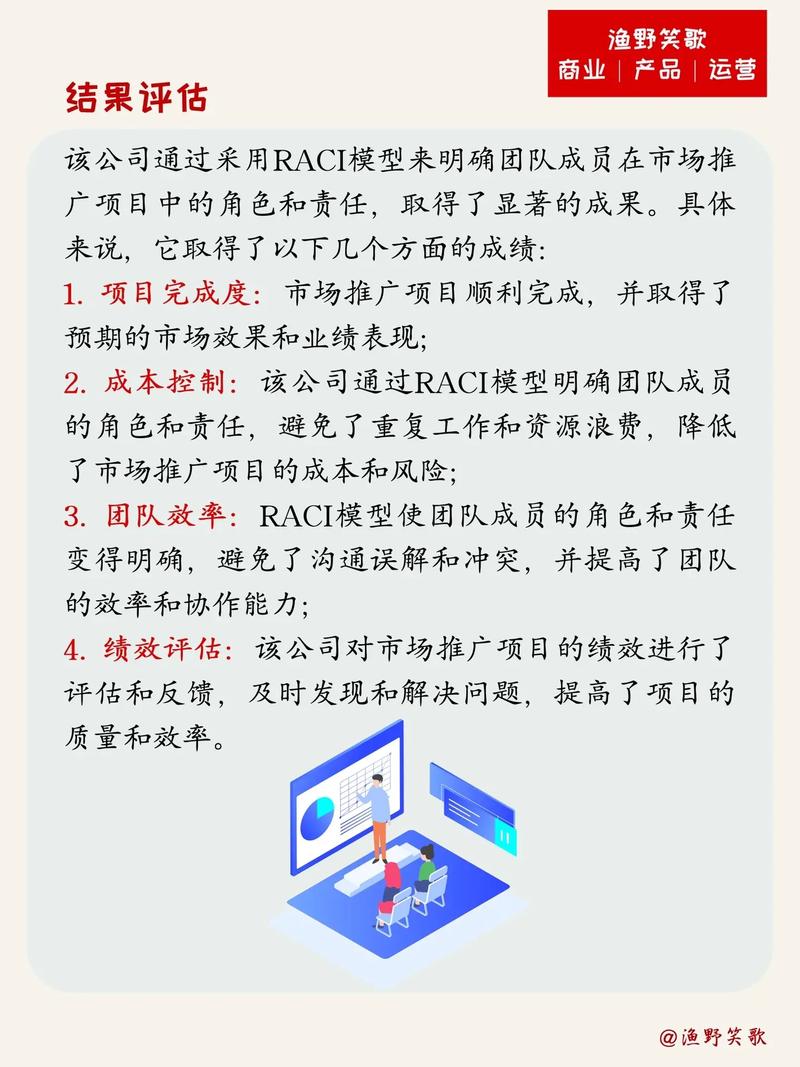 渔野笑歌
商业｜产品｜运营
结果评估
该公司通过采用RACI模型来明确团队成员在市场推
广项目中的角色和责任，取得了显著的成果。具体
来说，它取得了以下几个方面的成绩：
1. 项目完成度：市场推广项目顺利完成，并取得了
预期的市场效果和业绩表现；
2. 成本控制：该公司通过RACI模型明确团队成员
的角色和责任，避免了重复工作和资源浪费，降低
了市场推广项目的成本和风险；
3. 团队效率：RACI模型使团队成员的角色和责任
变得明确，避免了沟通误解和冲突，并提高了团队
的效率和协作能力；
4. 绩效评估：该公司对市场推广项目的绩效进行了
评估和反馈，及时发现和解决问题，提高了项目的
质量和效率。
@渔野笑歌